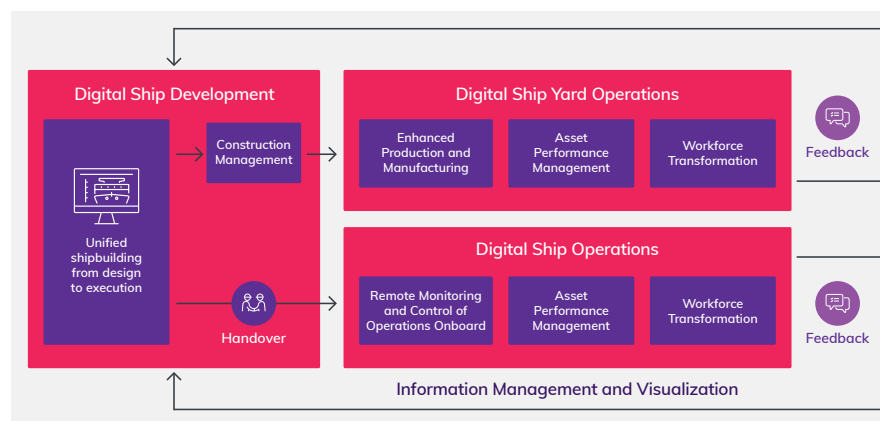 Digital Ship Development
Unified
shipbuilding
from design
to execution
Construction
Management
Handover
Digital Ship Yard Operations
Enhanced
Production and
Manufacturing
Asset
Performance
Management
Workforce
Transformation
Feedback
Digital Ship Operations
Remote Monitoring
and Control of
Operations Onboard
Asset
Performance
Management
Workforce
Transformation
Feedback
Information Management and Visualization